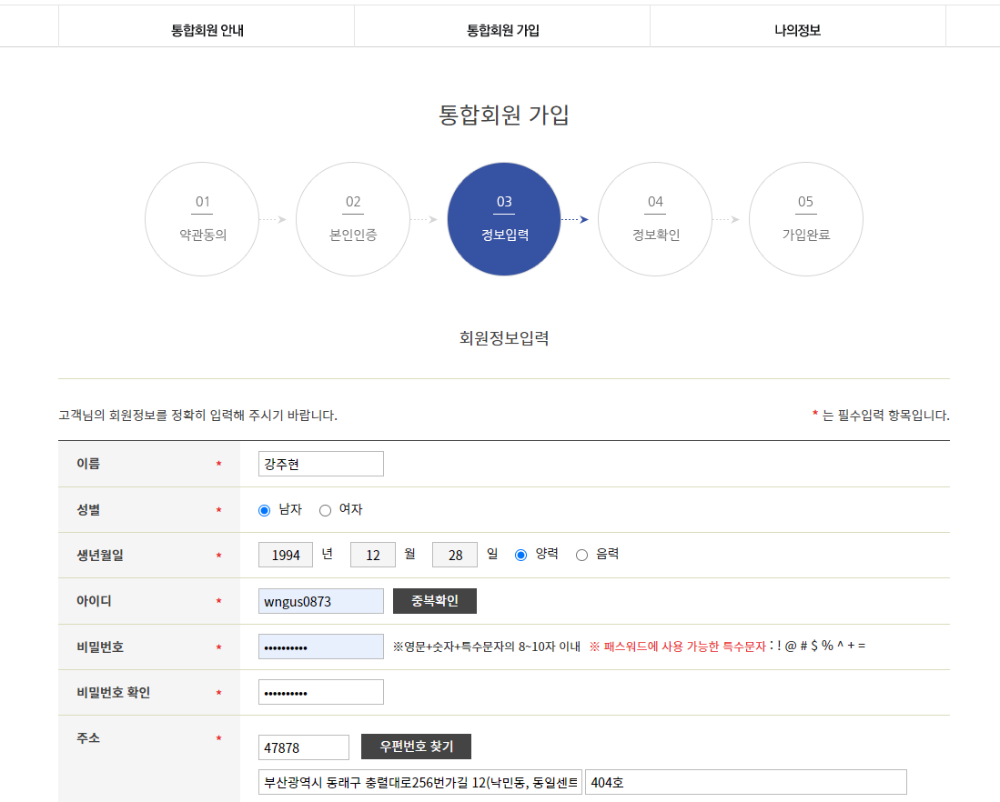 통합회원 안내 통합회원 가입 나의정보
통합회원 가입
01 02 03 04 05
약관동의 본인인증 정보입력 정보확인 가입완료
회원정보입력
고객님의 회원정보를 정확히 입력해 주시기 바랍니다. * 는 필수입력 항목입니다.
이름 * 강주현
성별 * 남자 여자
생년월일 * 1994 년 12 월 28 일 양력 음력
아이디 * wngus0873 중복확인
비밀번호 * •••••••••• ※영문+숫자+특수문자의 8~10자 이내 ※ 패스워드에 사용 가능한 특수문자 : ! @ # $ % ^ + =
비밀번호 확인 * ••••••••••
주소 * 47878 우편번호 찾기
부산광역시 동래구 충렬대로256번가길 12(낙민동, 동일센트 404호